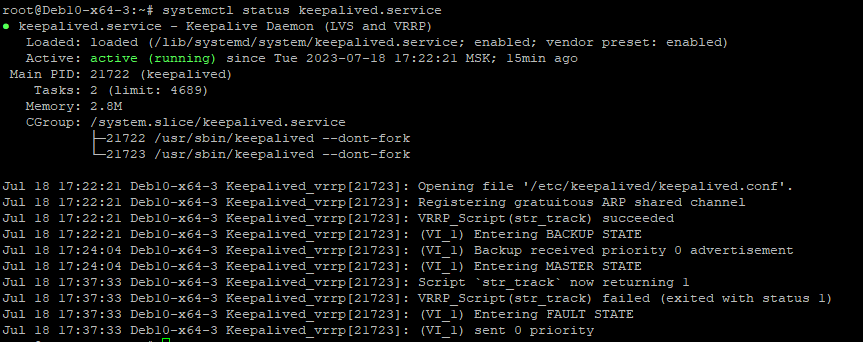 root@Deb10-x64-3:~# systemctl status keepalived.service
● keepalived.service - Keepalive Daemon (LVS and VRRP)
   Loaded: loaded (/lib/systemd/system/keepalived.service; enabled; vendor preset: enabled)
   Active: active (running) since Tue 2023-07-18 17:22:21 MSK; 15min ago
 Main PID: 21722 (keepalived)
    Tasks: 2 (limit: 4689)
   Memory: 2.8M
   CGroup: /system.slice/keepalived.service
           ├─21722 /usr/sbin/keepalived --dont-fork
           └─21723 /usr/sbin/keepalived --dont-fork
Jul 18 17:22:21 Deb10-x64-3 Keepalived_vrrp[21723]: Opening file '/etc/keepalived/keepalived.conf'.
Jul 18 17:22:21 Deb10-x64-3 Keepalived_vrrp[21723]: Registering gratuitous ARP shared channel
Jul 18 17:22:21 Deb10-x64-3 Keepalived_vrrp[21723]: VRRP_Script(str_track) succeeded
Jul 18 17:22:21 Deb10-x64-3 Keepalived_vrrp[21723]: (VI_1) Entering BACKUP STATE
Jul 18 17:24:04 Deb10-x64-3 Keepalived_vrrp[21723]: (VI_1) Backup received priority 0 advertisement
Jul 18 17:24:04 Deb10-x64-3 Keepalived_vrrp[21723]: (VI_1) Entering MASTER STATE
Jul 18 17:37:33 Deb10-x64-3 Keepalived_vrrp[21723]: Script `str_track` now returning 1
Jul 18 17:37:33 Deb10-x64-3 Keepalived_vrrp[21723]: VRRP_Script(str_track) failed (exited with status 1)
Jul 18 17:37:33 Deb10-x64-3 Keepalived_vrrp[21723]: (VI_1) Entering FAULT STATE
Jul 18 17:37:33 Deb10-x64-3 Keepalived_vrrp[21723]: (VI_1) sent 0 priority